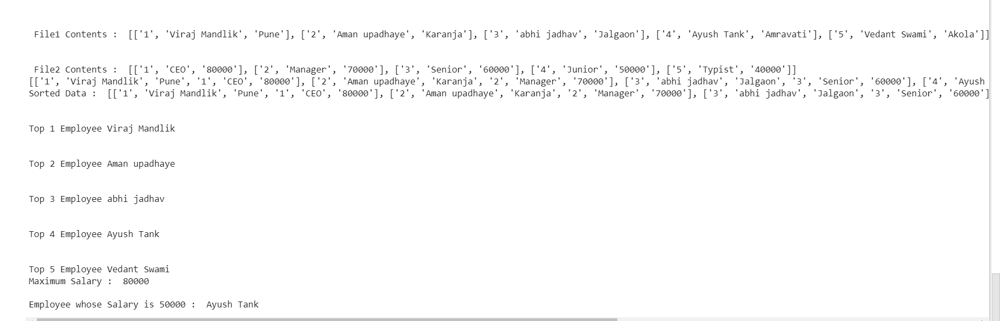 File1 Contents :  [['1', 'Viraj Mandlik', 'Pune'], ['2', 'Aman upadhaye', 'Karanja'], ['3', 'abhi jadhav', 'Jalgaon'], ['4', 'Ayush Tank', 'Amravati'], ['5', 'Vedant Swami', 'Akola']]
File2 Contents :  [['1', 'CEO', '80000'], ['2', 'Manager', '70000'], ['3', 'Senior', '60000'], ['4', 'Junior', '50000'], ['5', 'Typist', '40000']]
[['1', 'Viraj Mandlik', 'Pune', '1', 'CEO', '80000'], ['2', 'Aman upadhaye', 'Karanja', '2', 'Manager', '70000'], ['3', 'abhi jadhav', 'Jalgaon', '3', 'Senior', '60000'], ['4', 'Ayush
Sorted Data :  [['1', 'Viraj Mandlik', 'Pune', '1', 'CEO', '80000'], ['2', 'Aman upadhaye', 'Karanja', '2', 'Manager', '70000'], ['3', 'abhi jadhav', 'Jalgaon', '3', 'Senior', '60000']
Top 1 Employee Viraj Mandlik
Top 2 Employee Aman upadhaye
Top 3 Employee abhi jadhav
Top 4 Employee Ayush Tank
Top 5 Employee Vedant Swami
Maximum Salary :  80000
Employee whose Salary is 50000 :  Ayush Tank